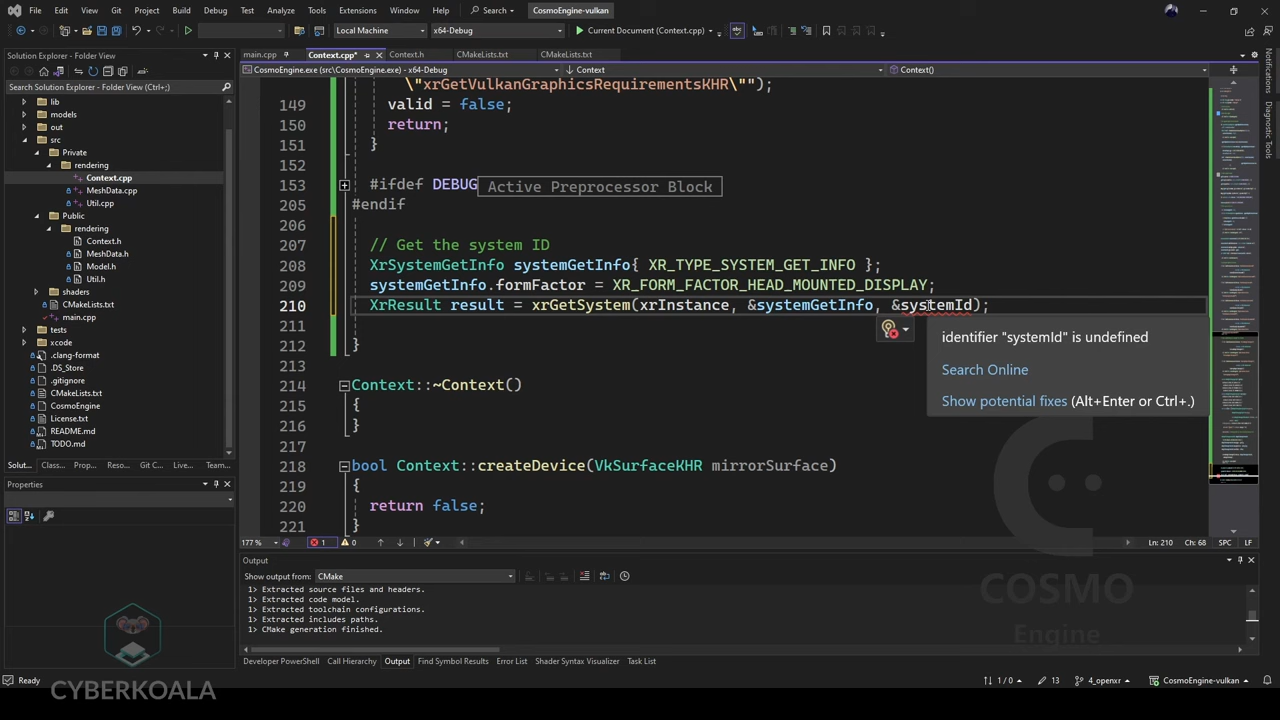 File Edit View Git Project Build Debug Test Analyze Tools Extensions Window Help Search CosmoEngine-vulkan
Local Machine x64-Debug Current Document (Context.cpp)
Solution Explorer - Folder View
main.cpp Context.cpp* Context.h CMakeLists.txt CMakeLists.txt
CosmoEngine.exe (src\CosmoEngine.exe) - x64-Debug Context Context()
Search Solution Explorer - Folder View (Ctrl+;)
lib
models
out
src
Private
rendering
Context.cpp
MeshData.cpp
Util.cpp
Public
rendering
Context.h
MeshData.h
Model.h
Util.h
shaders
CMakeLists.txt
main.cpp
tests
xcode
.clang-format
.DS_Store
.gitignore
CMakeLists.txt
CosmoEngine
License.txt
README.md
TODO.md
Solut... Class... Prop... Reso... Git C... Live... Team...
Properties
\"xrGetVulkanGraphicsRequirementsKHR\"");
149 valid = false;
150 return;
151 }
152
153 #ifdef DEBUG Active Preprocessor Block
205 #endif
206
207 // Get the system ID
208 XrSystemGetInfo systemGetInfo{ XR_TYPE_SYSTEM_GET_INFO };
209 systemGetInfo.formFactor = XR_FORM_FACTOR_HEAD_MOUNTED_DISPLAY;
210 XrResult result = xrGetSystem(xrInstance, &systemGetInfo, &systemId);
211
212 }
213
214 Context::~Context()
215 {
216 }
217
218 bool Context::createDevice(VkSurfaceKHR mirrorSurface)
219 {
220 return false;
221 }
identifier "systemId" is undefined
Search Online
Show potential fixes (Alt+Enter or Ctrl+.)
177 % 1 0 Ln: 210 Ch: 68 SPC LF
Output
Show output from: CMake
1> Extracted source files and headers.
1> Extracted code model.
1> Extracted toolchain configurations.
1> Extracted includes paths.
1> CMake generation finished.
Developer PowerShell Call Hierarchy Output Find Symbol Results Error List Shader Syntax Visualizer Task List
Ready 1 / 0 13 4_openxr CosmoEngine-vulkan
Notifications
Diagnostic Tools
COSMO
Engine
CYBERKOALA